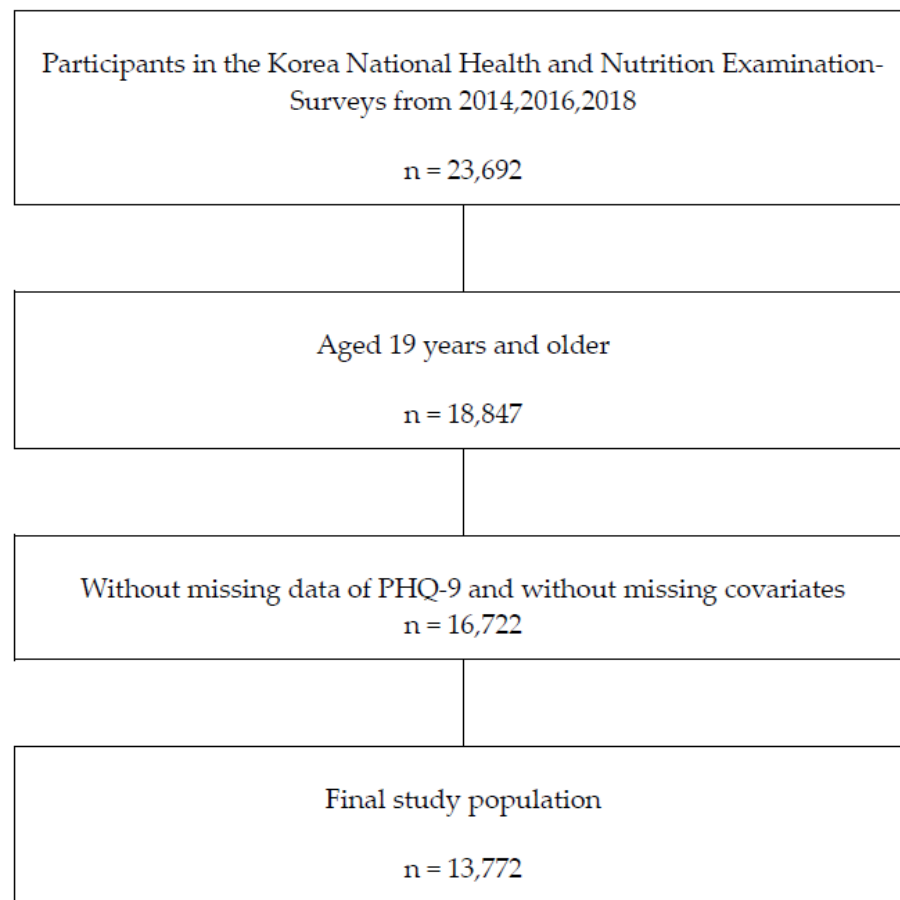 Participants in the Korea National Health and Nutrition Examination-
Surveys from 2014,2016,2018
n = 23,692
Aged 19 years and older
n = 18,847
Without missing data of PHQ-9 and without missing covariates
n = 16,722
Final study population
n = 13,772